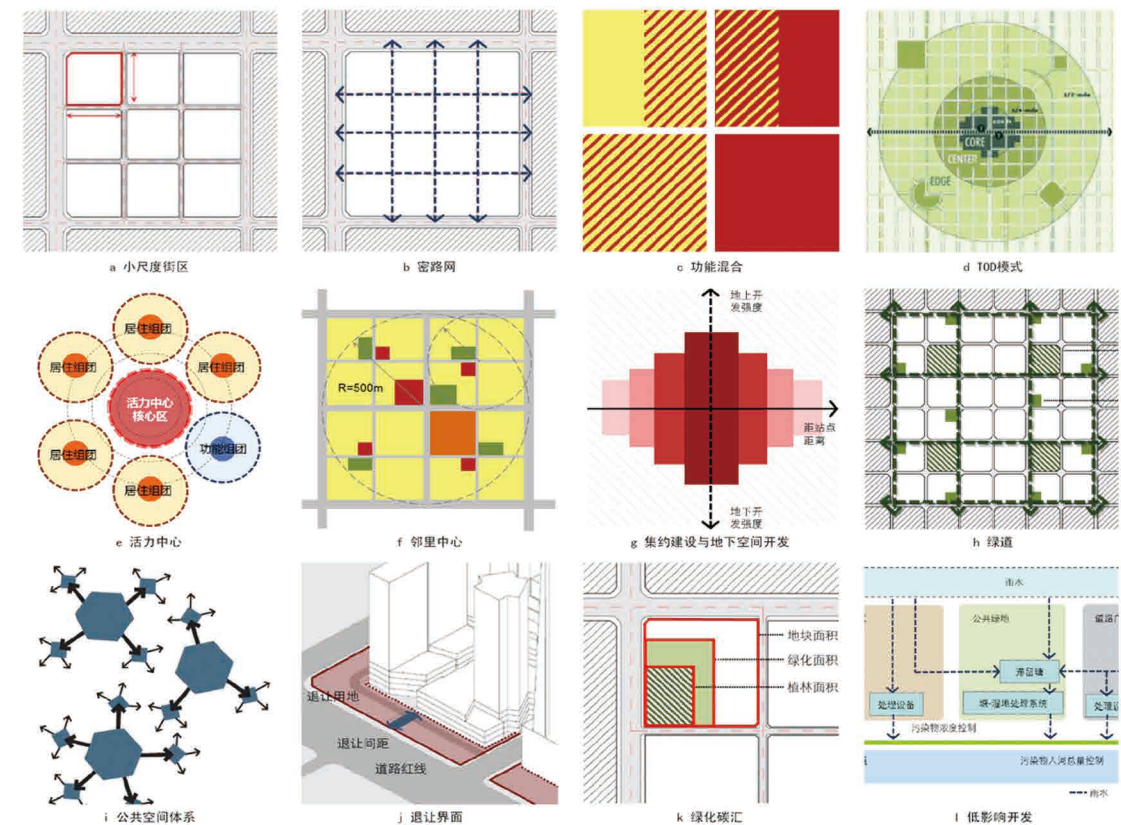 a 小尺度街区
b 密路网
c 功能混合
CORE
CENTER
EDGE
d TOD模式
居住组团
居住组团
居住组团
活力中心
核心区
居住组团
功能组团
居住组团
e 活力中心
R=500m
f 邻里中心
地上开
发强度
距站点
距离
地下开
发强度
g 集约建设与地下空间开发
h 绿道
i 公共空间体系
退让用地
退让间距
道路红线
j 退让界面
地块面积
绿化面积
植林面积
k 绿化碳汇
雨水
公共绿地
滞留塘
处理设备
塘-湿地处理系统
污染物浓度控制
污染物入河总量控制
雨水
l 低影响开发